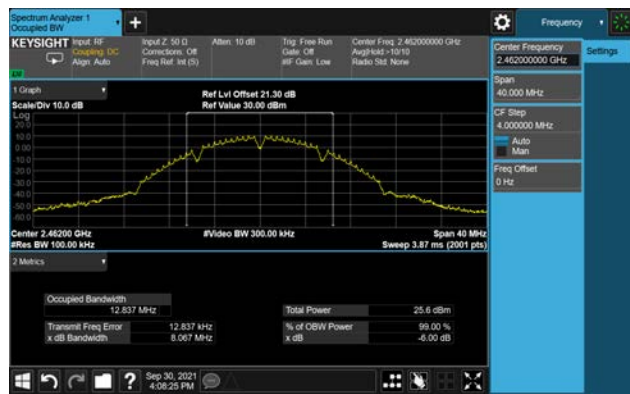 Spectrum Analyzer 1
Occupied BW
+
Frequency
KEYSIGHT Input: RF
Coupling: DC
Align: Auto
Input Z: 50 Ω
Corrections: Off
Freq Ref: Int (S)
Atten: 10 dB
Trig: Free Run
Gate: Off
#IF Gain: Low
Center Freq: 2.462000000 GHz
Avg|Hold:>10/10
Radio Std: None
Center Frequency
2.462000000 GHz
Settings
Span
40.000 MHz
CF Step
4.000000 MHz
Auto
Man
Freq Offset
0 Hz
1 Graph
Scale/Div 10.0 dB
Ref Lvl Offset 21.30 dB
Ref Value 30.00 dBm
Log
20.0
10.0
0.00
-10.0
-20.0
-30.0
-40.0
-50.0
-60.0
Center 2.46200 GHz
#Res BW 100.00 kHz
#Video BW 300.00 kHz
Span 40 MHz
Sweep 3.87 ms (2001 pts)
2 Metrics
Occupied Bandwidth
12.837 MHz
Total Power 25.6 dBm
Transmit Freq Error 12.837 kHz
x dB Bandwidth 8.067 MHz
% of OBW Power 99.00 %
x dB -6.00 dB
?
Sep 30, 2021
4:08:25 PM